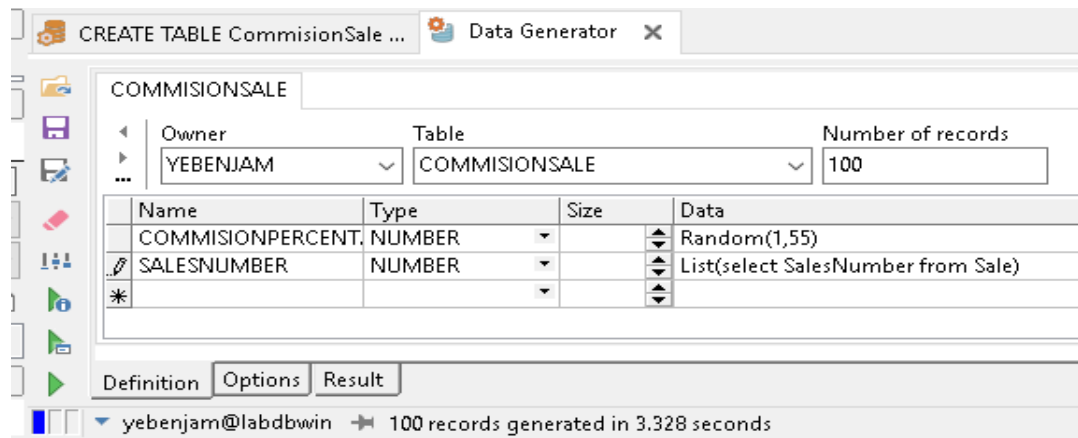 CREATE TABLE CommisionSale ... Data Generator
COMMISIONSALE
Owner Table Number of records
YEBENJAM COMMISIONSALE 100
Name Type Size Data
COMMISIONPERCENT. NUMBER Random(1,55)
SALESNUMBER NUMBER List(select SalesNumber from Sale)
Definition Options Result
yebenjam@labdbwin 100 records generated in 3.328 seconds